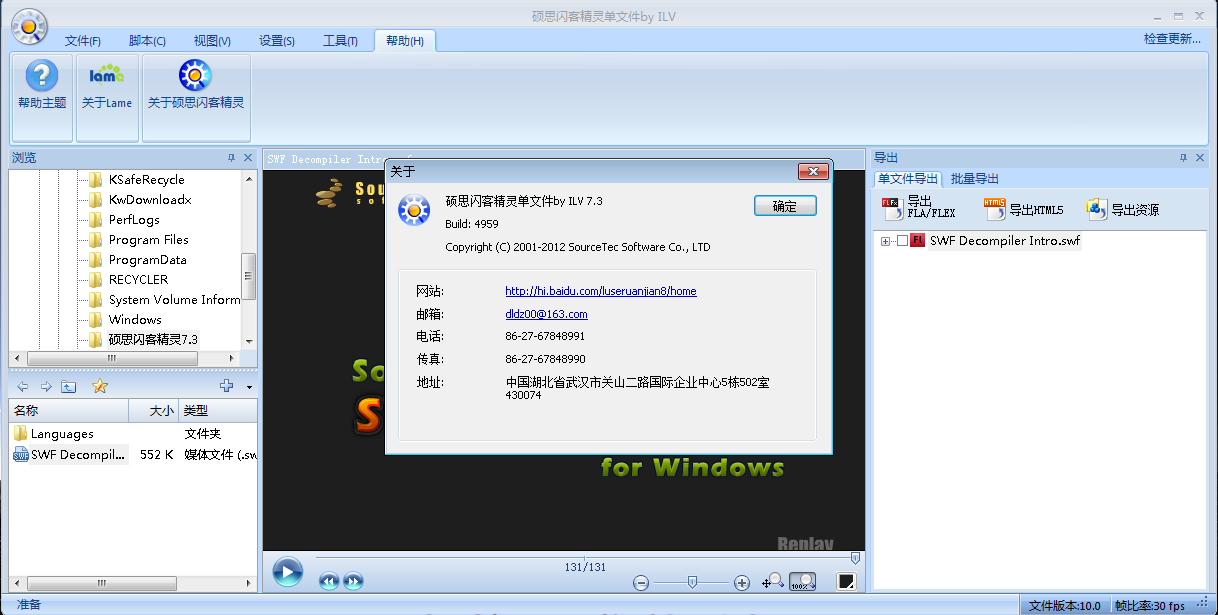 硕思闪客精灵单文件by ILV
文件(F) 脚本(C) 视图(V) 设置(S) 工具(T) 帮助(H) 检查更新...
lame
帮助主题 关于Lame 关于硕思闪客精灵
浏览
KSafeRecycle
KwDownloadx
PerfLogs
Program Files
ProgramData
RECYCLER
System Volume Inform
Windows
硕思闪客精灵7.3
名称 大小 类型
Languages 文件夹
SWF Decompil... 552 K 媒体文件 (.sw
准备
SWF Decompiler Intr
关于
硕思闪客精灵单文件by ILV 7.3
确定
Build: 4959
Copyright (C) 2001-2012 SourceTec Software Co., LTD
网站: http://hi.baidu.com/luseruanjian8/home
邮箱: dldz00@163.com
电话: 86-27-67848991
传真: 86-27-67848990
地址: 中国湖北省武汉市关山二路国际企业中心5栋502室
430074
for Windows
Replay
131/131
100%
导出
单文件导出 批量导出
导出
FLA/FLEX
导出HTML5
导出资源
SWF Decompiler Intro.swf
文件版本:10.0 帧比率:30 fps